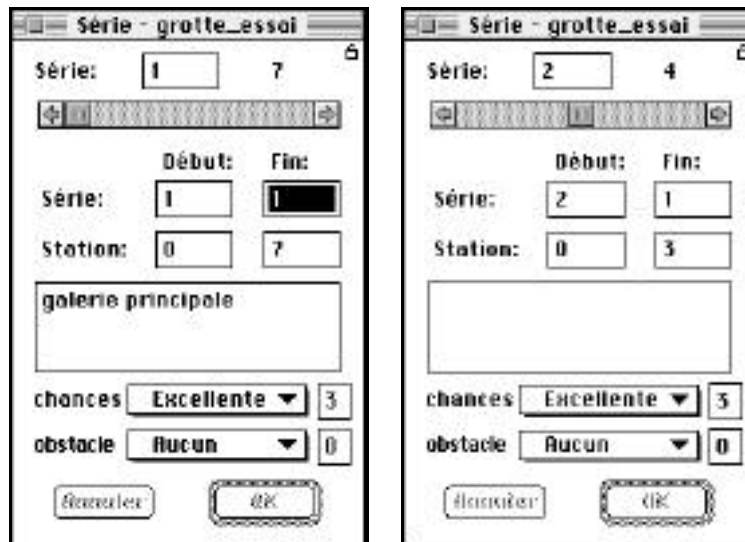 Série - grotte_essai
Série: 1 7
Début: Fin:
Série: 1 1
Station: 0 7
galerie principale
chances Excellente 3
obstacle Aucun 0
Annuler OK
Série - grotte_essai
Série: 2 4
Début: Fin:
Série: 2 1
Station: 0 3
chances Excellente 3
obstacle Aucun 0
Annuler OK